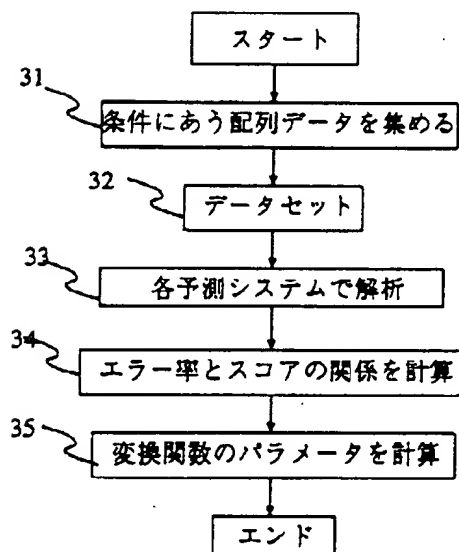 スタート
31
条件にあう配列データを集める
32
データセット
33
各予測システムで解析
34
エラー率とスコアの関係を計算
35
変換関数のパラメータを計算
エンド